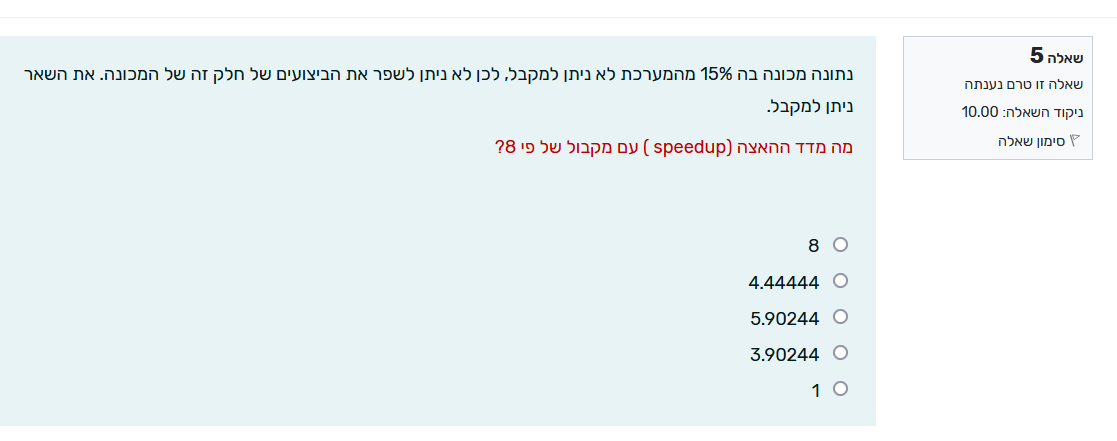 שאלה 5
שאלה זו טרם נענתה
ניקוד השאלה: 10.00
סימון שאלה
נתונה מכונה בה 15% מהמערכת לא ניתן למקבל, לכן לא ניתן לשפר את הביצועים של חלק זה של המכונה. את השאר
ניתן למקבל.
מה מדד ההאצה (speedup ) עם מקבול של פי 8?
8
4.44444
5.90244
3.90244
1